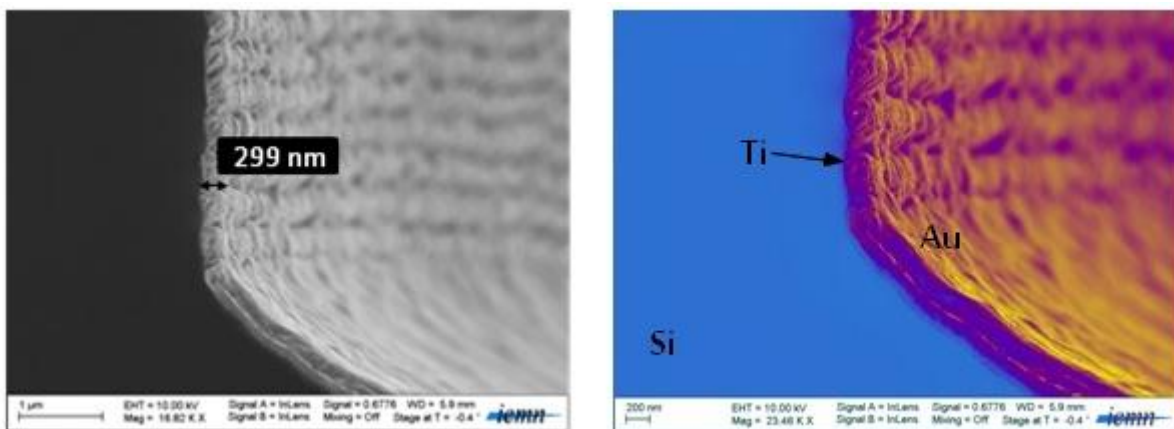 299 nm
1 µm
EHT = 10.00 kV Signal A = InLens Signal = 0.6776 WD = 5.9 mm
Mag = 16.82 K X Signal B = InLens Mixing = Off Stage at T = -0.4°
iemn
Ti
Au
Si
200 nm
EHT = 10.00 kV Signal A = InLens Signal = 0.6776 WD = 5.9 mm
Mag = 23.46 K X Signal B = InLens Mixing = Off Stage at T = -0.4°
iemn